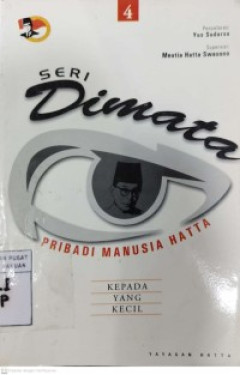 4
Penyunting
Yus Sudarso
Supervisi
Meutia Hatta Swasono
SERI
Dimata
PRIBADI MANUSIA HATTA
KEPADA
YANG
KECIL
YAYASAN HATTA